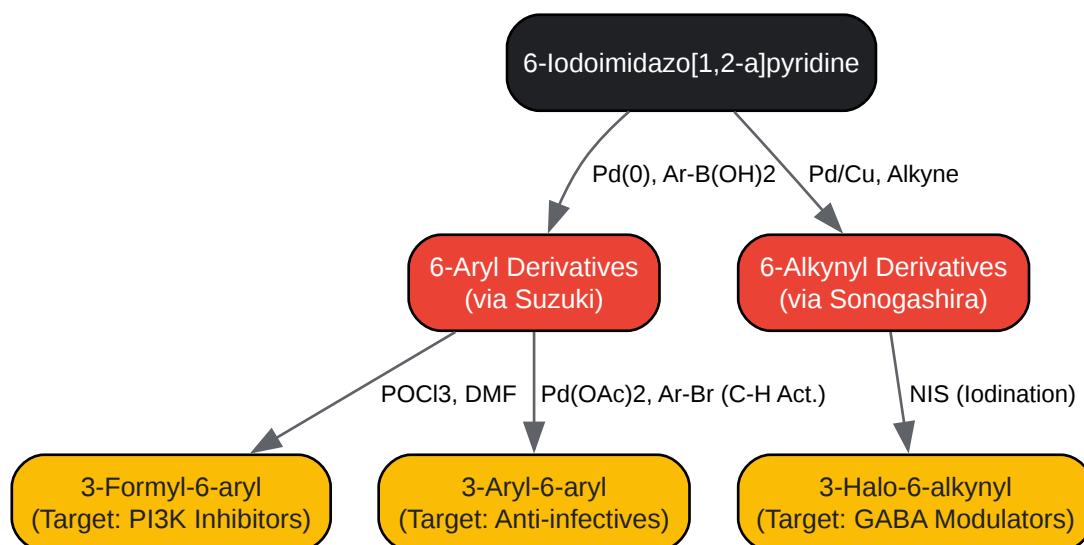 6-Iodoimidazo[1,2-a]pyridine
Pd(0), Ar-B(OH)2
Pd/Cu, Alkyne
6-Aryl Derivatives
(via Suzuki)
6-Alkynyl Derivatives
(via Sonogashira)
POCl3, DMF
Pd(OAc)2, Ar-Br (C-H Act.)
NIS (Iodination)
3-Formyl-6-aryl
(Target: PI3K Inhibitors)
3-Aryl-6-aryl
(Target: Anti-infectives)
3-Halo-6-alkynyl
(Target: GABA Modulators)